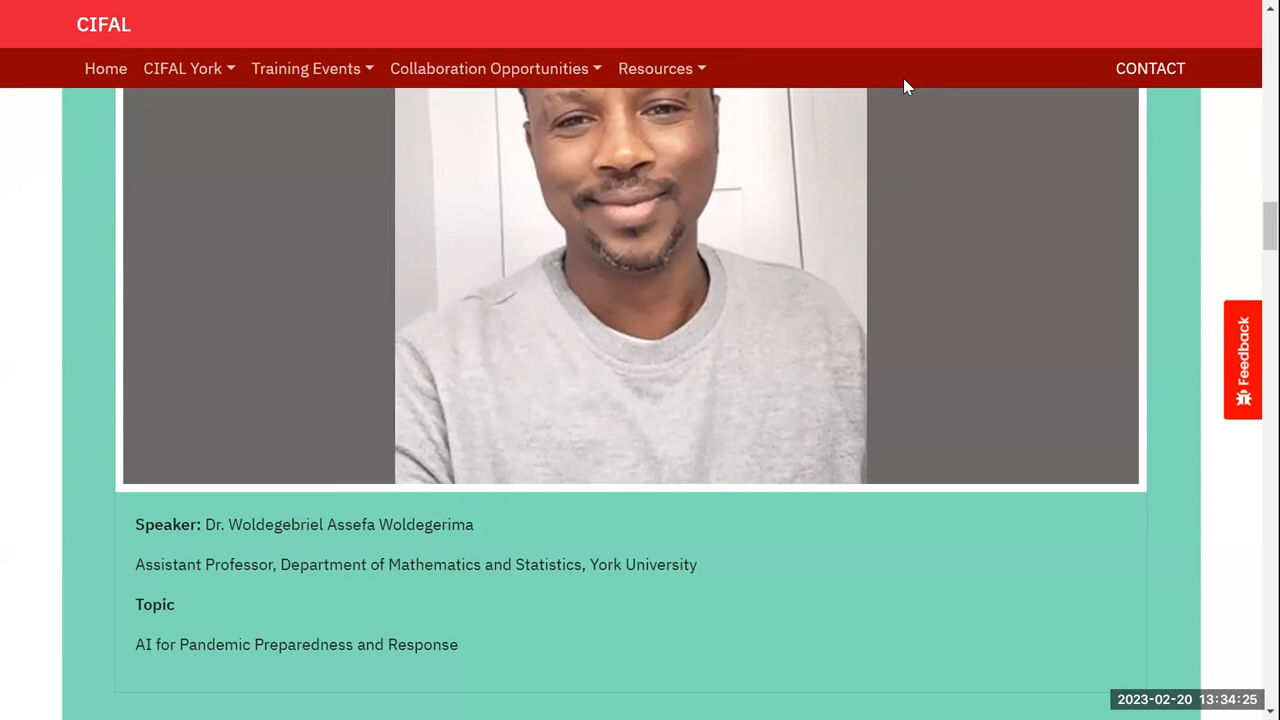 CIFAL
Home CIFAL York Training Events Collaboration Opportunities Resources CONTACT
Feedback
Speaker: Dr. Woldegebriel Assefa Woldegerima
Assistant Professor, Department of Mathematics and Statistics, York University
Topic
AI for Pandemic Preparedness and Response
2023-02-20 13:34:25